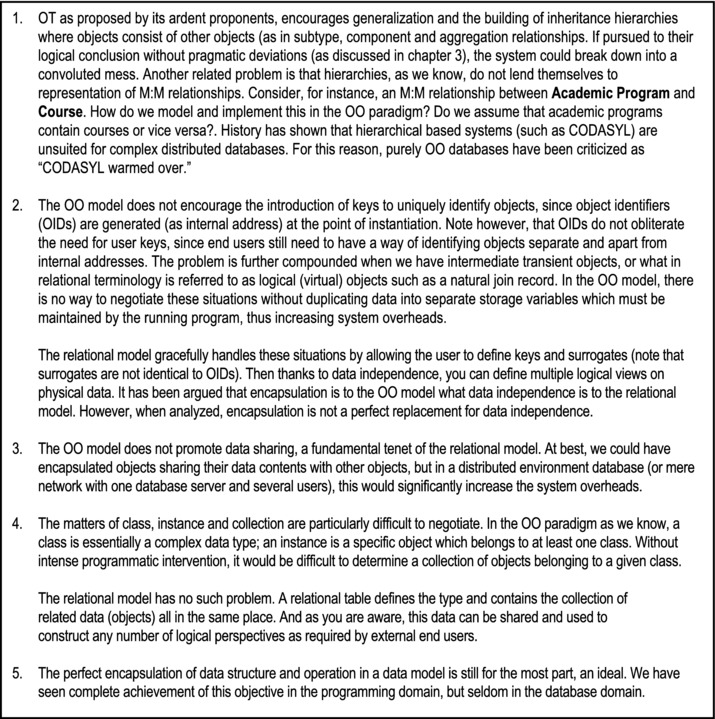 1. OT as proposed by its ardent proponents, encourages generalization and the building of inheritance hierarchies
where objects consist of other objects (as in subtype, component and aggregation relationships. If pursued to their
logical conclusion without pragmatic deviations (as discussed in chapter 3), the system could break down into a
convoluted mess. Another related problem is that hierarchies, as we know, do not lend themselves to
representation of M:M relationships. Consider, for instance, an M:M relationship between Academic Program and
Course. How do we model and implement this in the OO paradigm? Do we assume that academic programs
contain courses or vice versa?. History has shown that hierarchical based systems (such as CODASYL) are
unsuited for complex distributed databases. For this reason, purely OO databases have been criticized as
“CODASYL warmed over.”
2. The OO model does not encourage the introduction of keys to uniquely identify objects, since object identifiers
(OIDs) are generated (as internal address) at the point of instantiation. Note however, that OIDs do not obliterate
the need for user keys, since end users still need to have a way of identifying objects separate and apart from
internal addresses. The problem is further compounded when we have intermediate transient objects, or what in
relational terminology is referred to as logical (virtual) objects such as a natural join record. In the OO model, there
is no way to negotiate these situations without duplicating data into separate storage variables which must be
maintained by the running program, thus increasing system overheads.
The relational model gracefully handles these situations by allowing the user to define keys and surrogates (note that
surrogates are not identical to OIDs). Then thanks to data independence, you can define multiple logical views on
physical data. It has been argued that encapsulation is to the OO model what data independence is to the relational
model. However, when analyzed, encapsulation is not a perfect replacement for data independence.
3. The OO model does not promote data sharing, a fundamental tenet of the relational model. At best, we could have
encapsulated objects sharing their data contents with other objects, but in a distributed environment database (or mere
network with one database server and several users), this would significantly increase the system overheads.
4. The matters of class, instance and collection are particularly difficult to negotiate. In the OO paradigm as we know, a
class is essentially a complex data type; an instance is a specific object which belongs to at least one class. Without
intense programmatic intervention, it would be difficult to determine a collection of objects belonging to a given class.
The relational model has no such problem. A relational table defines the type and contains the collection of
related data (objects) all in the same place. And as you are aware, this data can be shared and used to
construct any number of logical perspectives as required by external end users.
5. The perfect encapsulation of data structure and operation in a data model is still for the most part, an ideal. We have
seen complete achievement of this objective in the programming domain, but seldom in the database domain.